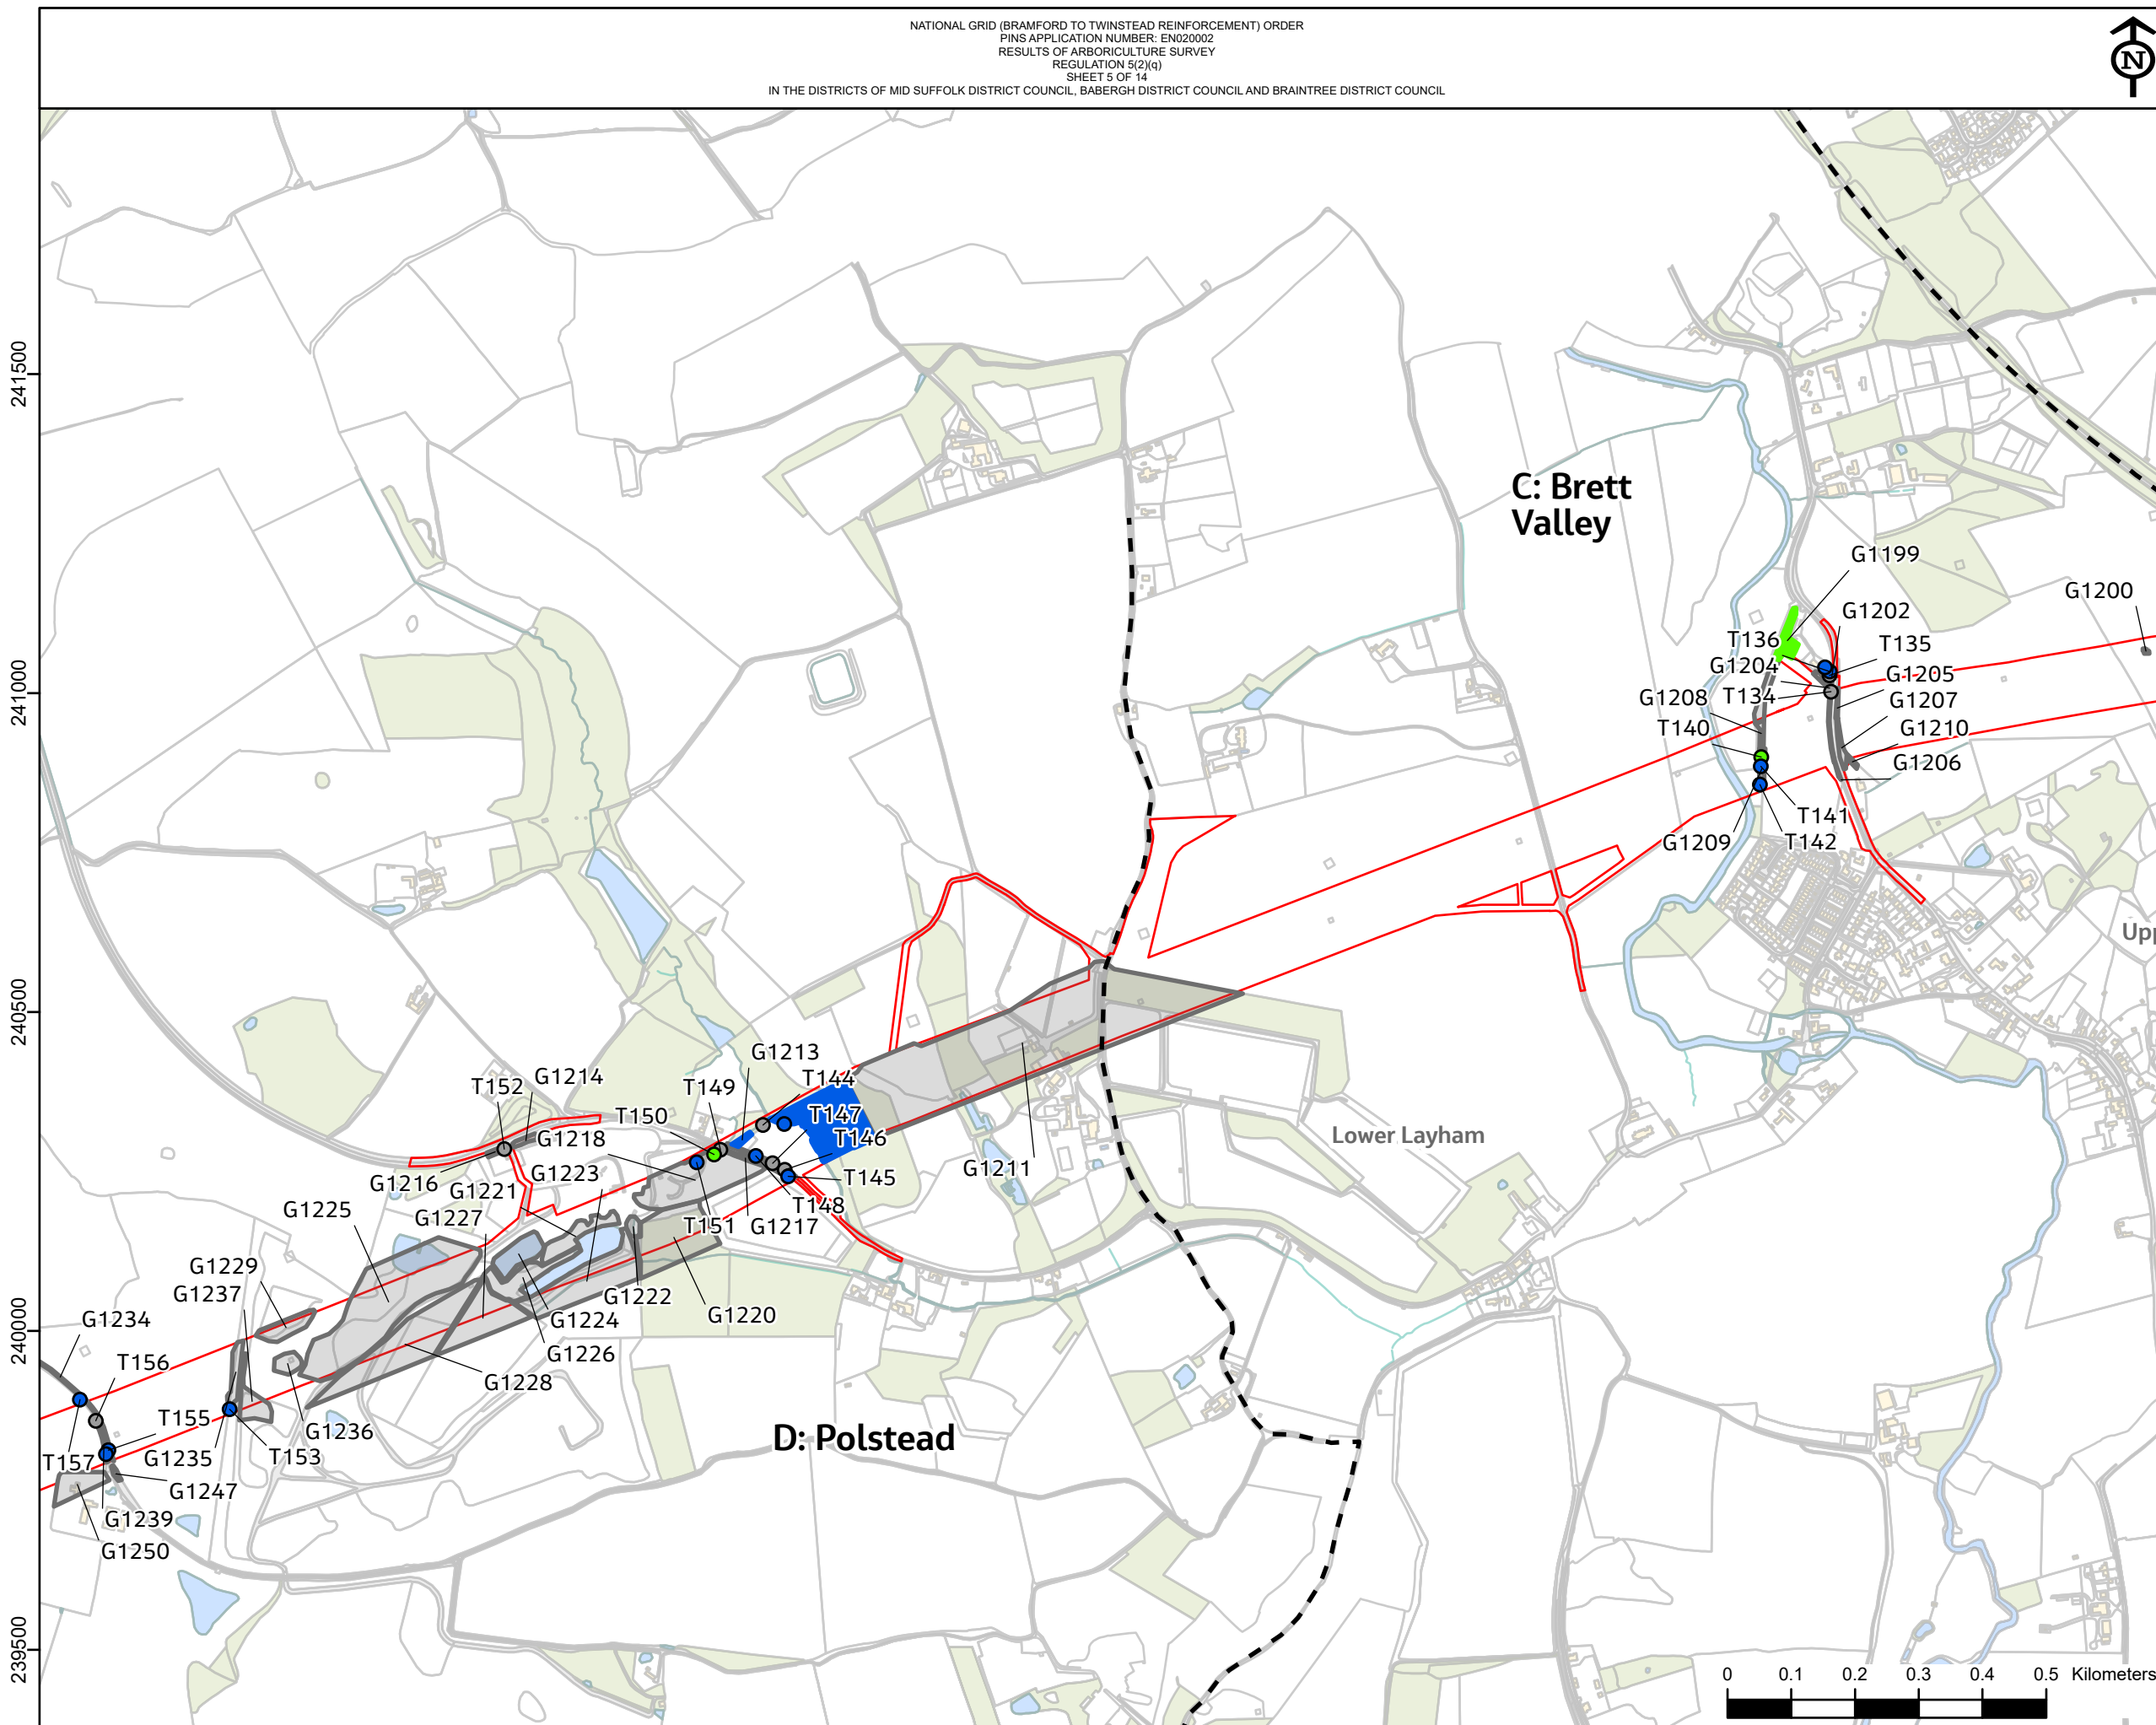 NATIONAL GRID (BRAMFORD TO TWINSTEAD REINFORCEMENT) ORDER
PINS APPLICATION NUMBER: EN020002
RESULTS OF ARBORICULTURE SURVEY
REGULATION 5(2)(q)
SHEET 5 OF 14
IN THE DISTRICTS OF MID SUFFOLK DISTRICT COUNCIL, BABERGH DISTRICT COUNCIL AND BRAINTREE DISTRICT COUNCIL
N
241500
241000
240500
240000
239500
C: Brett
Valley
G1199
G1200
G1202
T136
T135
G1204
G1205
G1208
T134
G1207
T140
G1210
G1206
T141
G1209
T142
Upp
Lower Layham
G1213
T144
T152
G1214
T149
T147
T150
G1218
T146
G1211
G1216
G1221
G1223
T145
T148
G1225
G1227
T151
G1217
G1229
G1237
G1222
G1220
G1234
G1224
T156
G1226
G1228
T155
G1236
T157
G1235
T153
G1247
G1239
G1250
D: Polstead
0 0.1 0.2 0.3 0.4 0.5 Kilometers